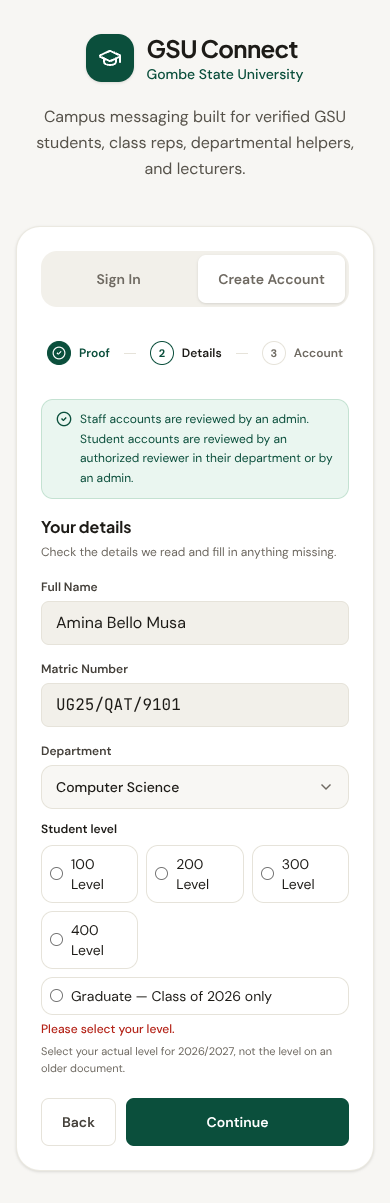 GSU Connect
Gombe State University
Campus messaging built for verified GSU
students, class reps, departmental helpers,
and lecturers.
Sign In
Create Account
Proof
2 Details
3 Account
Staff accounts are reviewed by an admin.
Student accounts are reviewed by an
authorized reviewer in their department or by
an admin.
Your details
Check the details we read and fill in anything missing.
Full Name
Amina Bello Musa
Matric Number
UG25/QAT/9101
Department
Computer Science
Student level
100
Level
200
Level
300
Level
400
Level
Graduate — Class of 2026 only
Please select your level.
Select your actual level for 2026/2027, not the level on an
older document.
Back
Continue